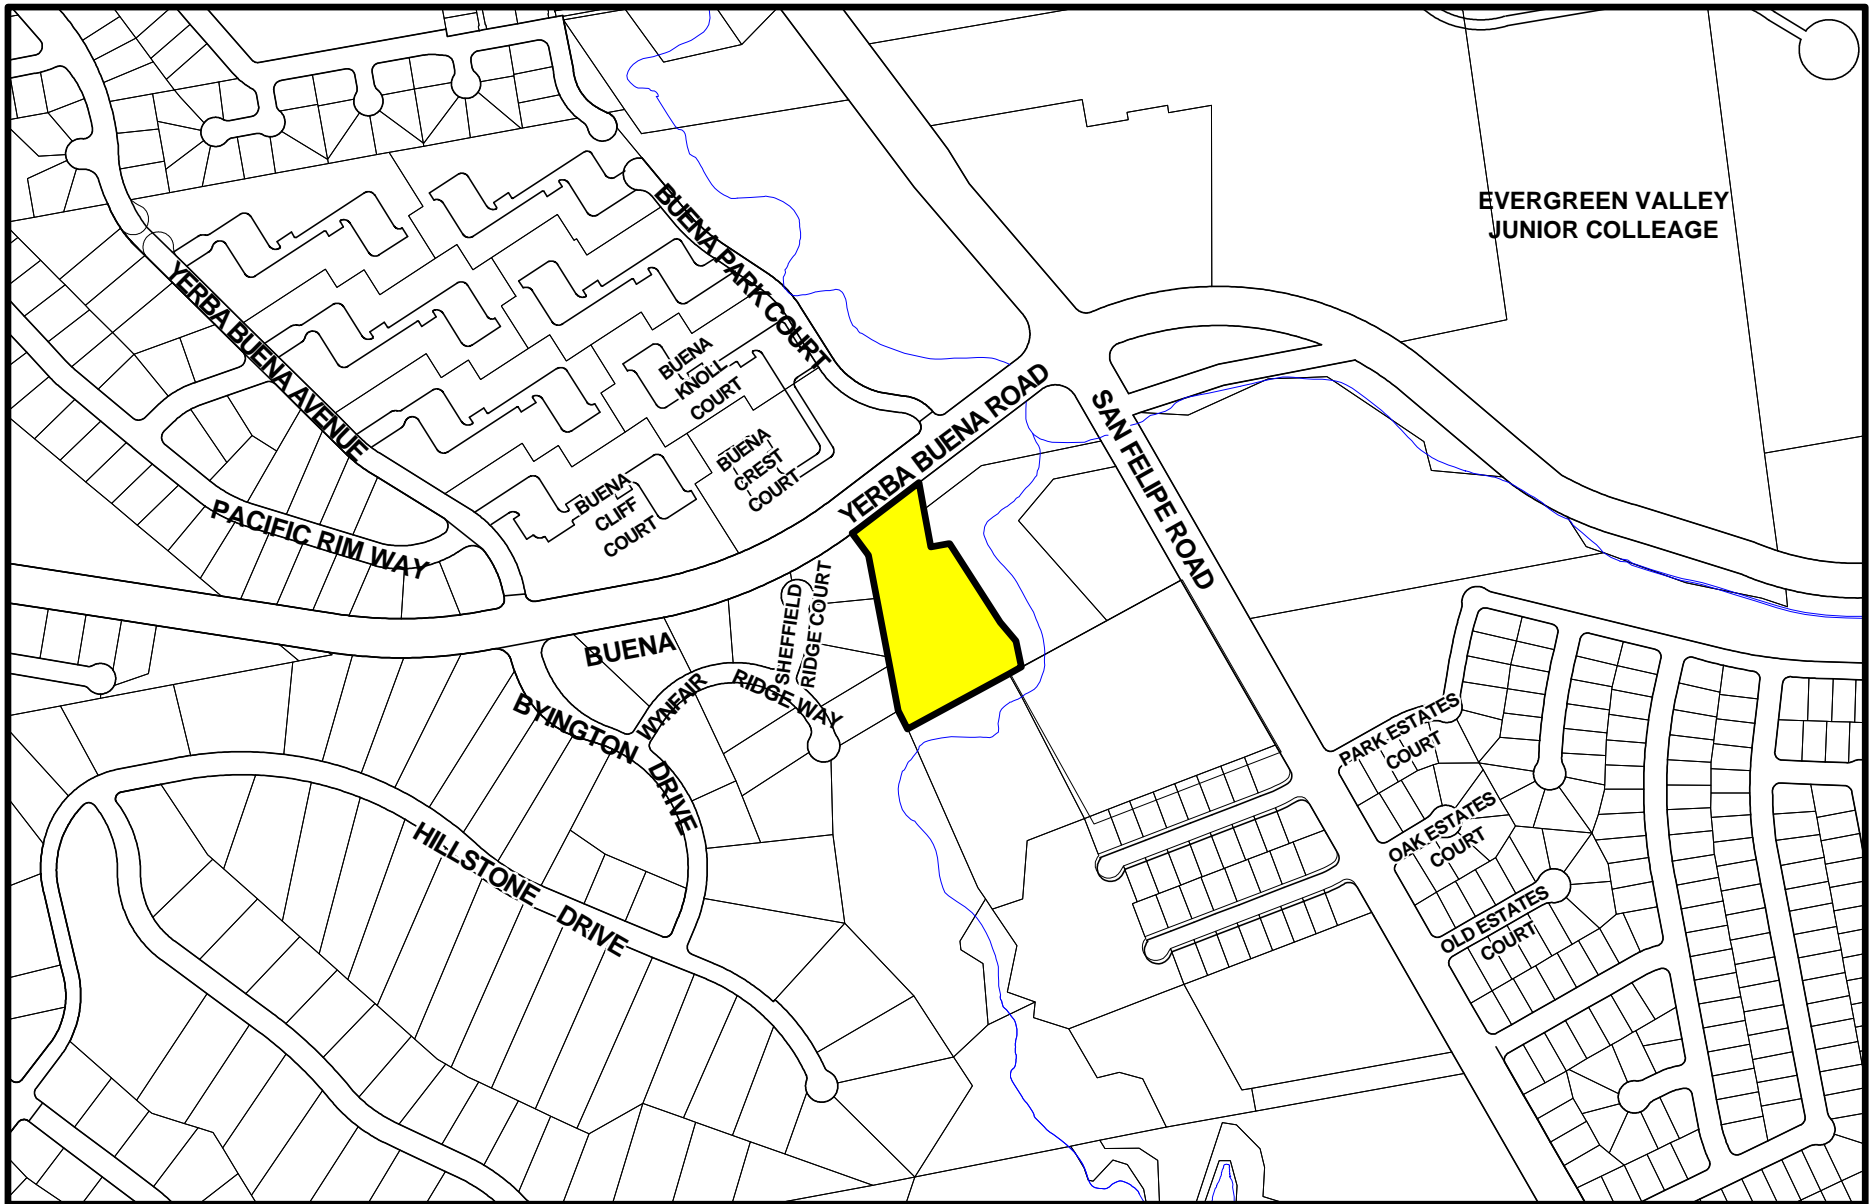 EVERGREEN VALLEY
JUNIOR COLLEAGE
BUENA PARK COURT
YERBA BUENA AVENUE
BUENA
KNOLL
COURT
YERBA BUENA ROAD
SAN FELIPE ROAD
BUENA
CREST
COURT
BUENA
CLIFF
COURT
PACIFIC RIM WAY
SHEFFIELD
RIDGE COURT
BUENA
WYNFAIR
RIDGE WAY
BYINGTON DRIVE
HILLSTONE DRIVE
PARK ESTATES
COURT
OAK ESTATES
COURT
OLD ESTATES
COURT